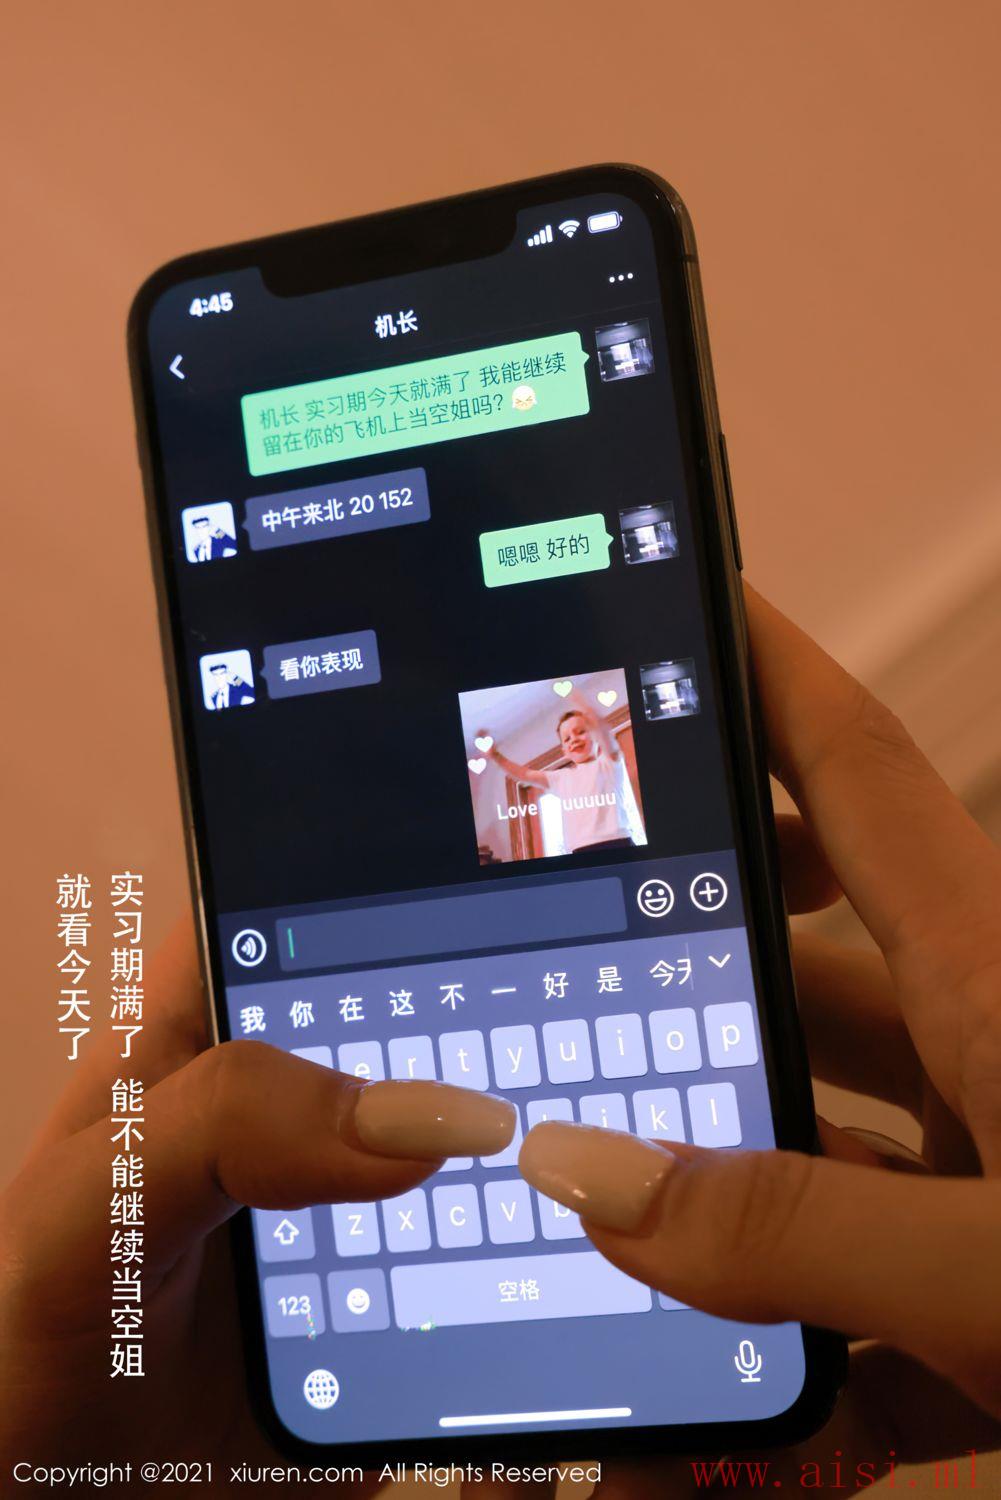 4:45
机长
机长 实习期今天就满了 我能继续
留在你的飞机上当空姐吗？
中午来北 20 152
嗯嗯 好的
看你表现
Love uuuuu
我 你 在 这 不 一 好 是 今天
e r t y u i o p
j k l
z x c v b
123 空格
实习期满了 能不能继续当空姐
就看今天了
Copyright @2021 xiuren.com All Rights Reserved
www.aisi.ml